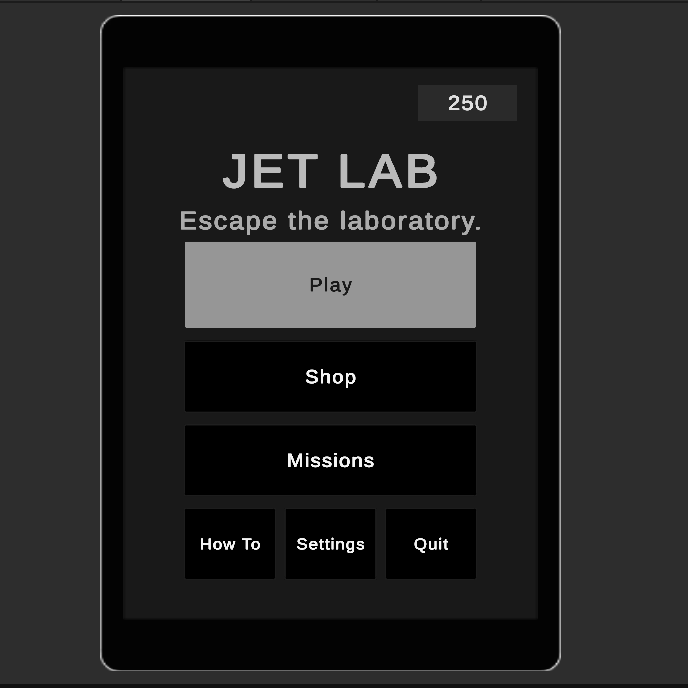 250
JET LAB
Escape the laboratory.
Play
Shop
Missions
How To
Settings
Quit